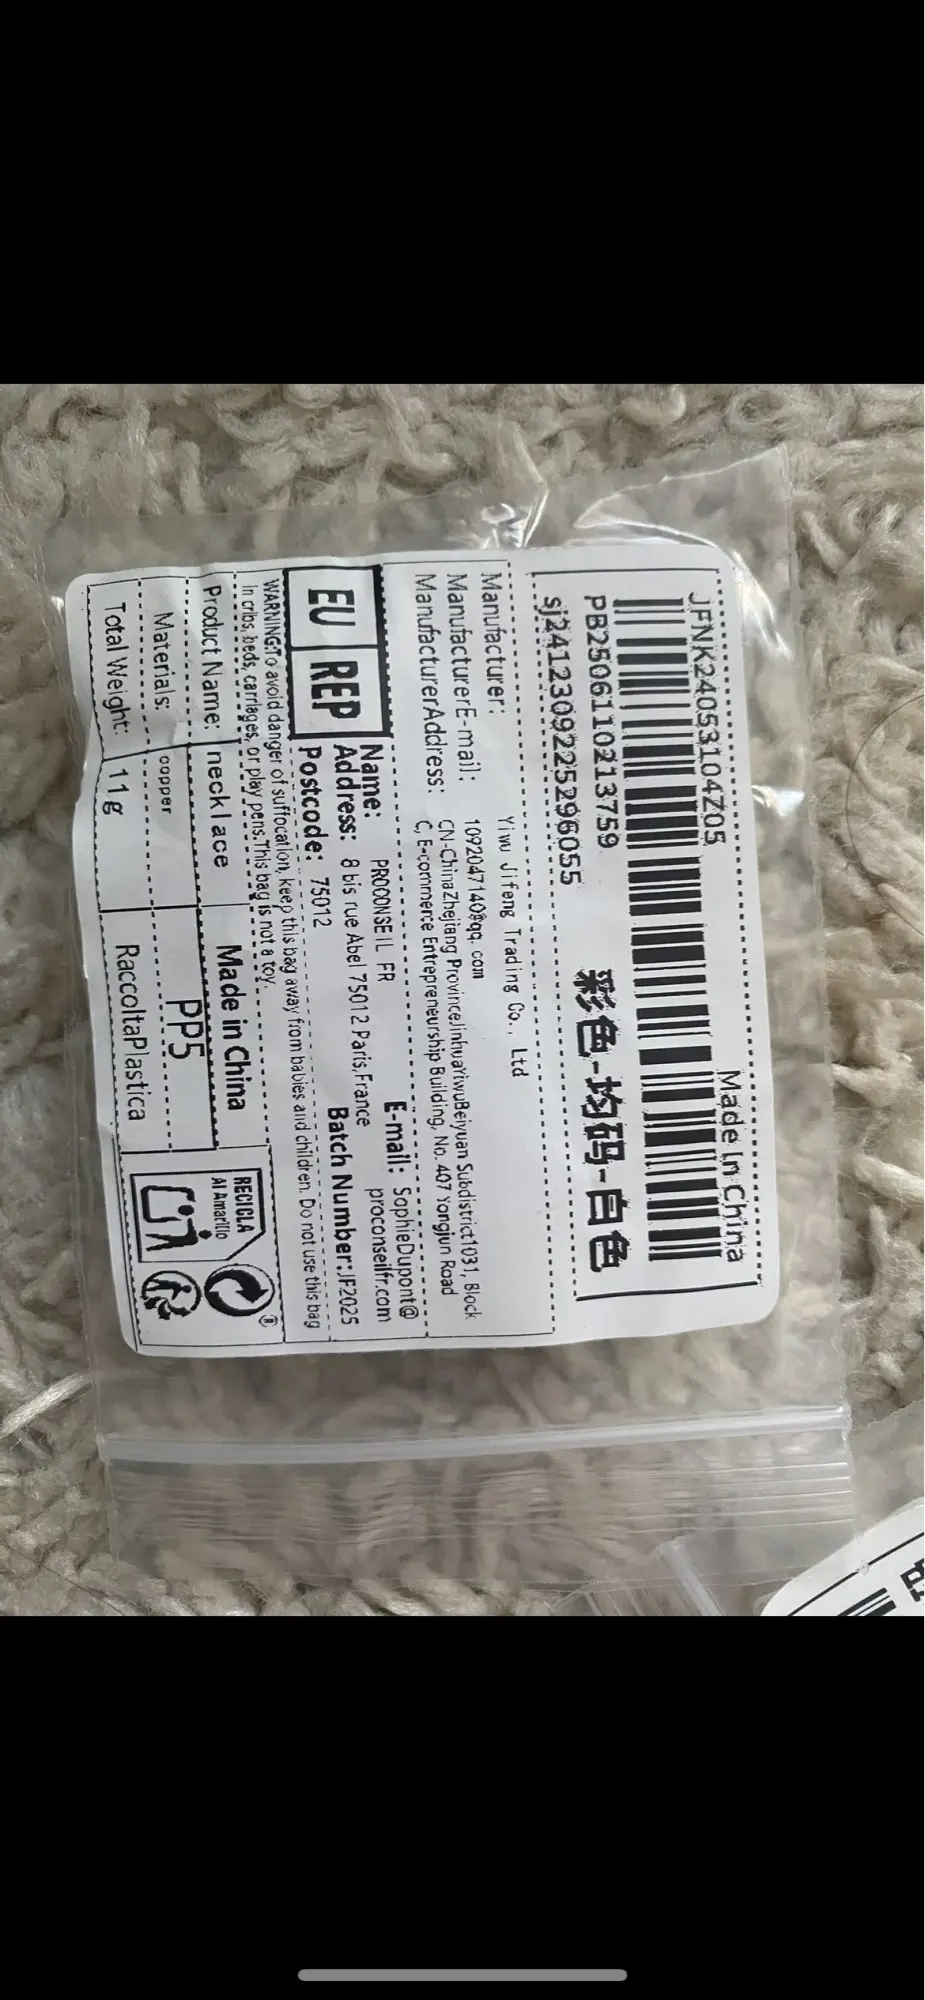 Made In China
JFNK24053104Z05
PB2506110213759
彩色-均码-白色
sj2412309222529 6055
Manufacturer: Yiwu Jifeng Trading Co., Ltd
ManufacturerE-mail: 1092047140@qq.com
ManufacturerAddress: CN-ChinaZhejiang ProvinceJinhuaYiwuBeiyuan Subdistrict1031, Block
C, E-commerce Entrepreneurship Building, No. 407 Yongjun Road
EU REP
Name: PROCONSEIL FR
E-mail: SophieDupont@
proconseilfr.com
Address: 8 bis rue Abel 75012 Paris,France
Postcode: 75012
Batch Number:JF2025
WARNING:To avoid danger of suffocation, keep this bag away from babies and children. Do not use this bag
in cribs, beds, carriages, or play pens.This bag is not a toy.
Product Name: necklace Made in China
Materials: copper PP5
Total Weight: 11g RaccoltaPlastica
RECICLA
Al Amarillo